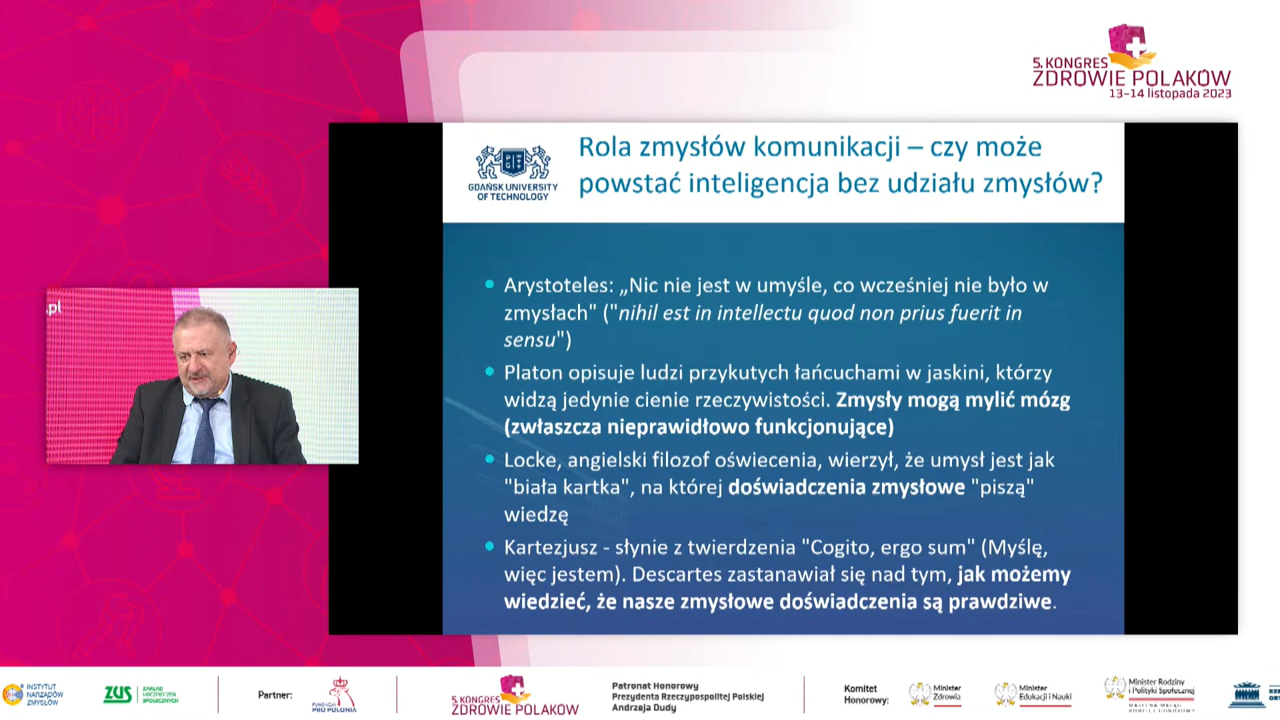 5. KONGRES
ZDROWIE POLAKÓW
13-14 listopada 2023
GDAŃSK UNIVERSITY
OF TECHNOLOGY
Rola zmysłów komunikacji – czy może
powstać inteligencja bez udziału zmysłów?
.pl
Arystoteles: „Nic nie jest w umyśle, co wcześniej nie było w
zmysłach" ("nihil est in intellectu quod non prius fuerit in
sensu")
Platon opisuje ludzi przykutych łańcuchami w jaskini, którzy
widzą jedynie cienie rzeczywistości. Zmysły mogą mylić mózg
(zwłaszcza nieprawidłowo funkcjonujące)
Locke, angielski filozof oświecenia, wierzył, że umysł jest jak
"biała kartka", na której doświadczenia zmysłowe "piszą"
wiedzę
Kartezjusz - słynie z twierdzenia "Cogito, ergo sum" (Myślę,
więc jestem). Descartes zastanawiał się nad tym, jak możemy
wiedzieć, że nasze zmysłowe doświadczenia są prawdziwe.
INSTYTUT
NARZĄDÓW
ZMYSŁÓW
ZUS
ZAKŁAD
UBEZPIECZEŃ
SPOŁECZNYCH
Partner:
FUNDACJA
PRO POLONIA
5. KONGRES
ZDROWIE POLAKÓW
Patronat Honorowy
Prezydenta Rzeczypospolitej Polskiej
Andrzeja Dudy
Komitet
Honorowy:
Minister
Zdrowia
Minister
Edukacji i Nauki
Minister Rodziny
i Polityki Społecznej